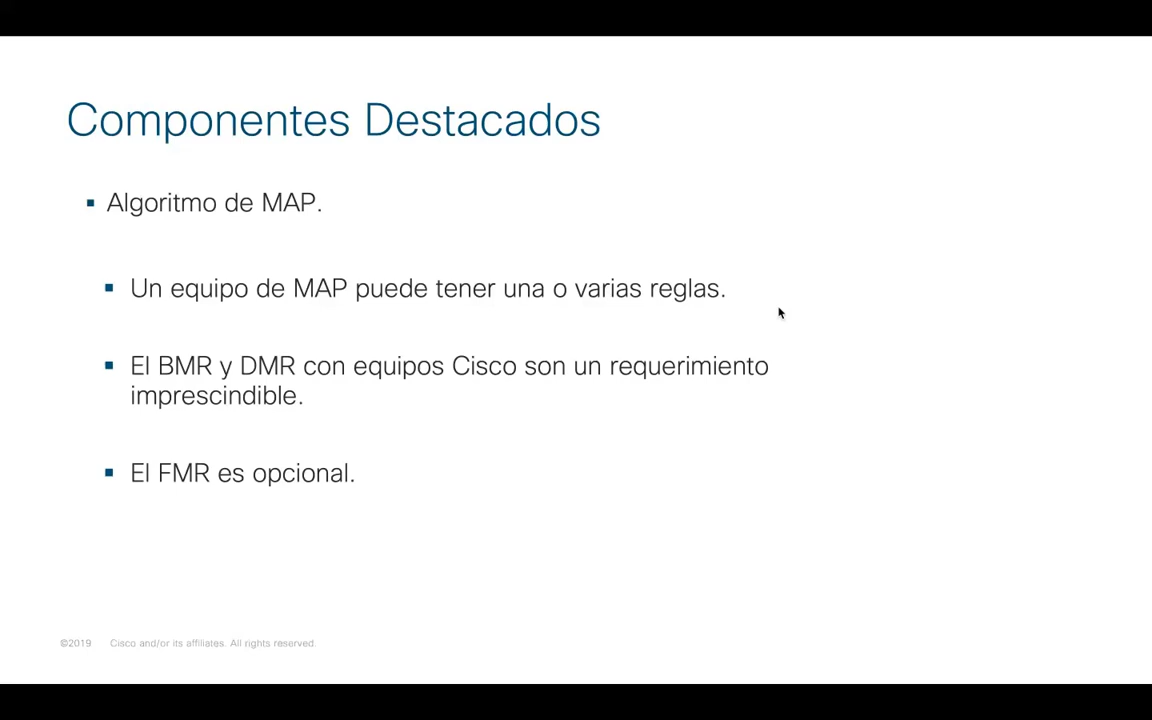 Componentes Destacados
▪ Algoritmo de MAP.
▪ Un equipo de MAP puede tener una o varias reglas.
▪ El BMR y DMR con equipos Cisco son un requerimiento
imprescindible.
▪ El FMR es opcional.
©2019 Cisco and/or its affiliates. All rights reserved.